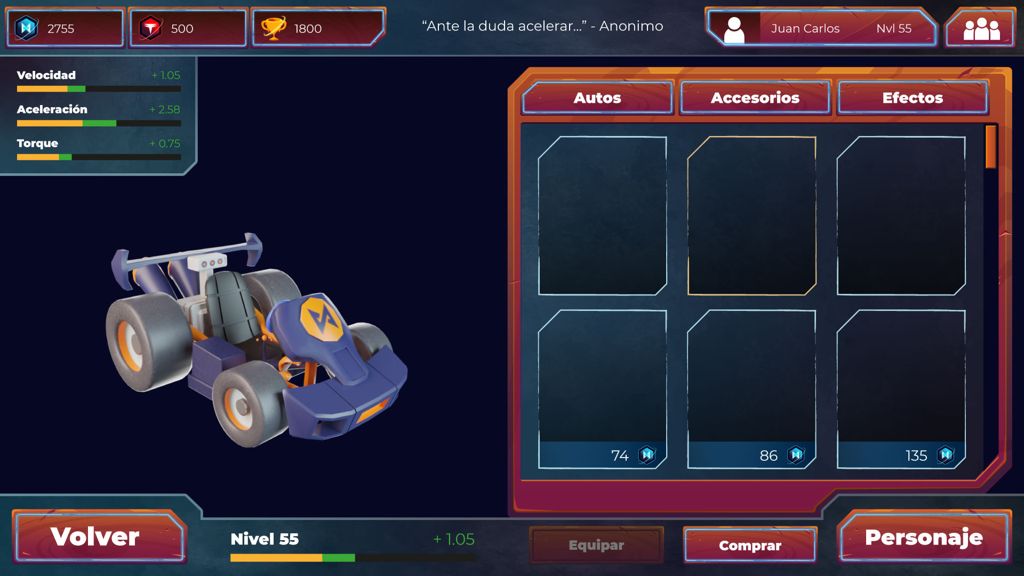 2755
500
1800
“Ante la duda acelerar...” - Anonimo
Juan Carlos Nvl 55
Velocidad + 1.05
Aceleración + 2.58
Torque + 0.75
Autos
Accesorios
Efectos
74
86
135
Volver
Nivel 55 + 1.05
Equipar
Comprar
Personaje